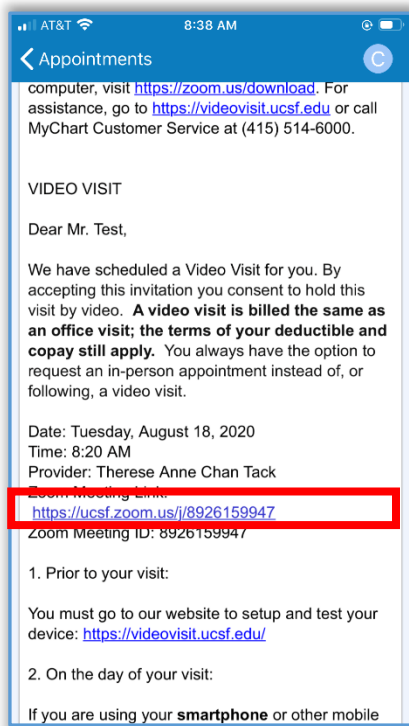 AT&T 8:38 AM
Appointments C
computer, visit https://zoom.us/download. For
assistance, go to https://videovisit.ucsf.edu or call
MyChart Customer Service at (415) 514-6000.
VIDEO VISIT
Dear Mr. Test,
We have scheduled a Video Visit for you. By
accepting this invitation you consent to hold this
visit by video. A video visit is billed the same as
an office visit; the terms of your deductible and
copay still apply. You always have the option to
request an in-person appointment instead of, or
following, a video visit.
Date: Tuesday, August 18, 2020
Time: 8:20 AM
Provider: Therese Anne Chan Tack
Zoom Meeting Link:
https://ucsf.zoom.us/j/8926159947
Zoom Meeting ID: 8926159947
1. Prior to your visit:
You must go to our website to setup and test your
device: https://videovisit.ucsf.edu/
2. On the day of your visit:
If you are using your smartphone or other mobile